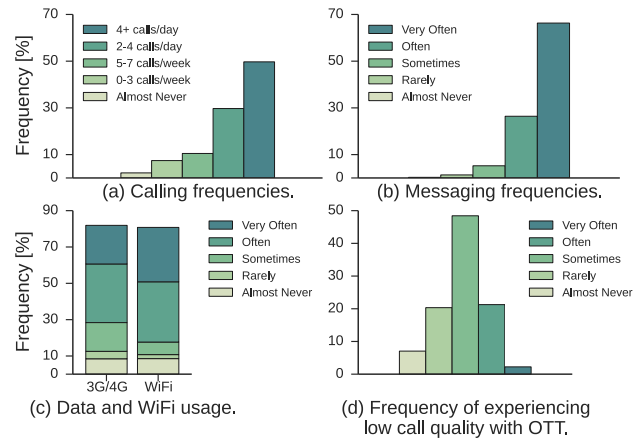 Frequency [%]
70
50
30
10
0
4+ calls/day
2-4 calls/day
5-7 calls/week
0-3 calls/week
Almost Never
(a) Calling frequencies.
70
50
30
10
0
Very Often
Often
Sometimes
Rarely
Almost Never
(b) Messaging frequencies.
Frequency [%]
90
70
50
30
10
0
Very Often
Often
Sometimes
Rarely
Almost Never
3G/4G WiFi
(c) Data and WiFi usage.
50
40
30
20
10
0
Very Often
Often
Sometimes
Rarely
Almost Never
(d) Frequency of experiencing
low call quality with OTT.